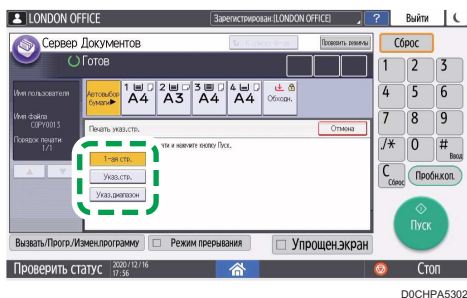 LONDON OFFICE
Зарегистрирован:[LONDON OFFICE]
?
Выйти
Сервер Документов
Проверить режимы
Сброс
Готов
1 2 3
Имя пользователя
Автовыбор бумаги▶
1 A4
2 A3
3 A4
4 A4
Обходн.
4 5 6
Имя файла
COPY0013
Порядок печати:
1/1
Печать указ.стр.
Отмена
7 8 9
чти и нажмите кнопку Пуск.
1-ая стр.
./* 0 # Ввод
Указ.стр.
C Сброс
Пробн.коп.
Указ.диапазон
Пуск
Вызвать/Прогр./Измен.программу
Режим прерывания
Упрощен.экран
Проверить статус
2020/12/16
17:56
Стоп
D0CHPA5302